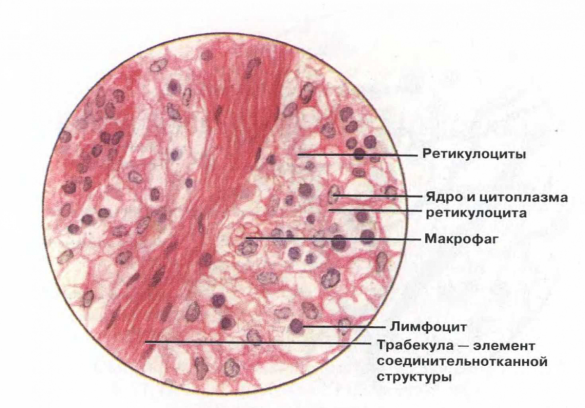 Ретикулоциты
Ядро и цитоплазма
ретикулоцита
Макрофаг
Лимфоцит
Трабекула — элемент
соединительнотканной
структуры